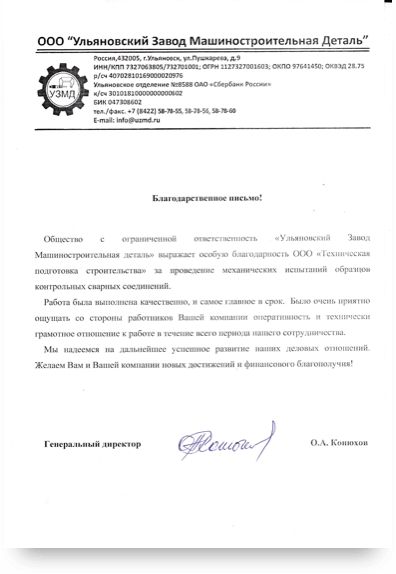 ООО “Ульяновский Завод Машиностроительная Деталь”
Россия,432005, г.Ульяновск, ул.Пушкарева, д.9
ИНН/КПП 7327063805/732701001; ОГРН 1127327001603; ОКПО 97641450; ОКВЭД 28.75
р/сч 40702810169000020976
Ульяновское отделение №8588 ОАО «Сбербанк России»
к/сч 30101810000000000602
БИК 047308602
тел./факс. +7 (8422) 58-78-55, 58-78-56, 58-78-60
E-mail: info@uzmd.ru
УЗМД
Благодарственное письмо!
Общество с ограниченной ответственность «Ульяновский Завод
Машиностроительная деталь» выражает особую благодарность ООО «Техническая
подготовка строительства» за проведение механических испытаний образцов
контрольных сварных соединений.
Работа была выполнена качественно, и самое главное в срок. Было очень приятно
ощущать со стороны работников Вашей компании оперативность и технически
грамотное отношение к работе в течение всего периода нашего сотрудничества.
Мы надеемся на дальнейшее успешное развитие наших деловых отношений.
Желаем Вам и Вашей компании новых достижений и финансового благополучия!
Генеральный директор О.А. Конюхов